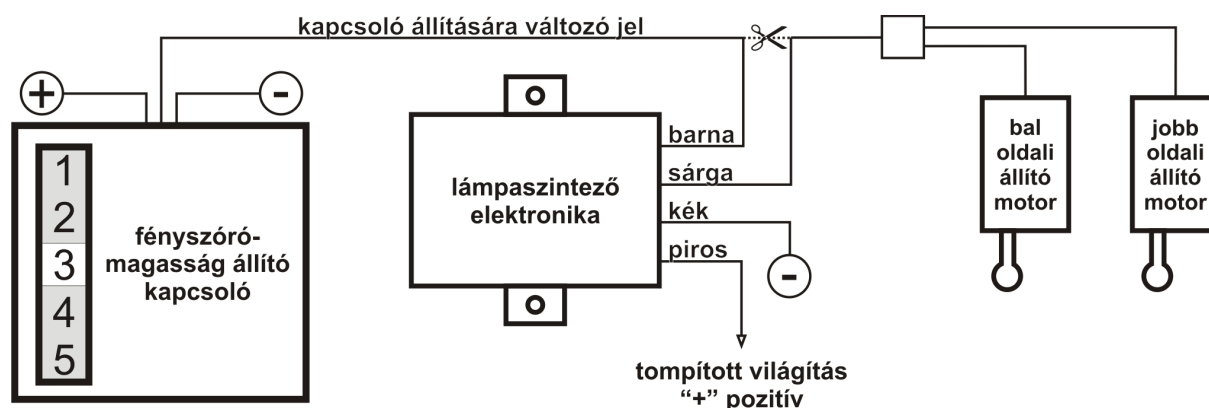 kapcsoló állítására változó jel
+
-
1
2
3
4
5
fényszóró-
magasság állító
kapcsoló
lámpaszintező
elektronika
barna
sárga
kék
piros
-
tompított világítás
“+” pozitív
bal
oldali
állító
motor
jobb
oldali
állító
motor